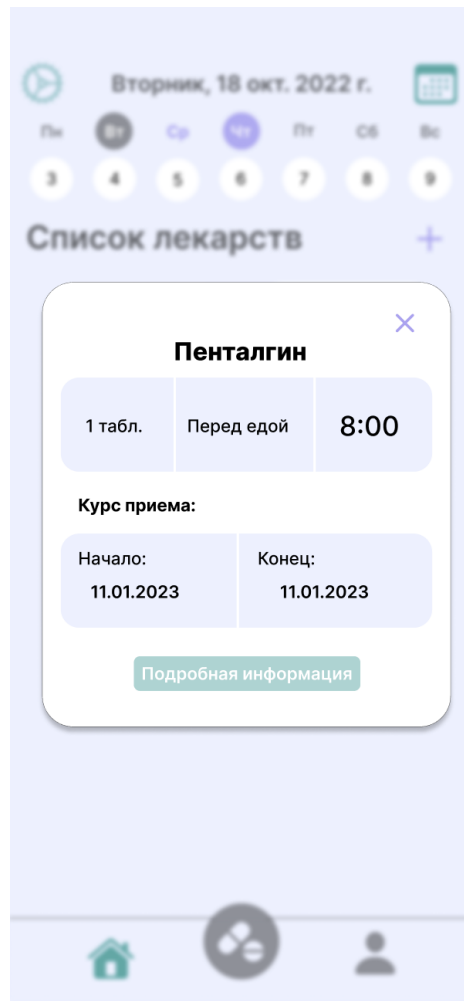 Вторник, 18 окт. 2022 г.
Пн Вт Ср Чт Пт Сб Вс
3 4 5 6 7 8 9
Список лекарств
Пенталгин
1 табл. Перед едой 8:00
Курс приема:
Начало: Конец:
11.01.2023 11.01.2023
Подробная информация